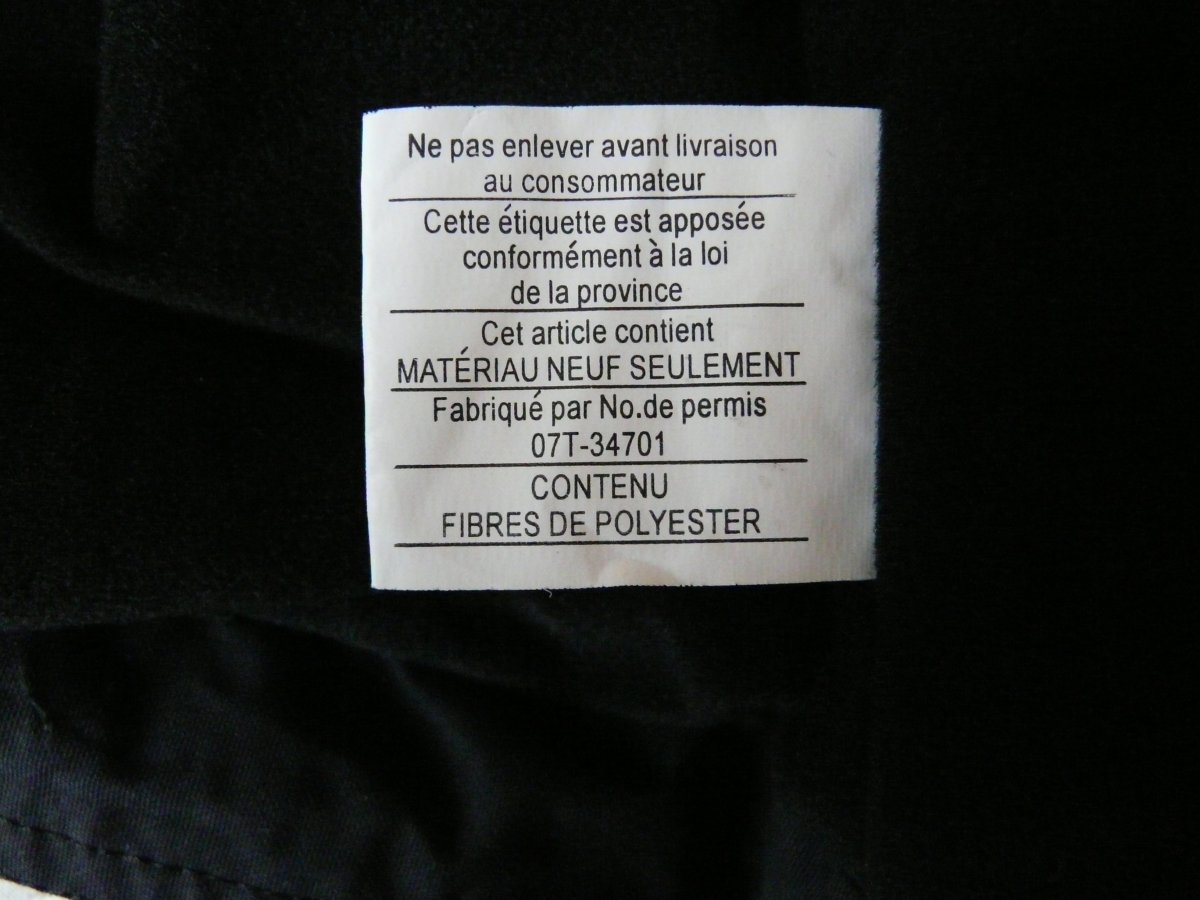 Ne pas enlever avant livraison
au consommateur
Cette étiquette est apposée
conformément à la loi
de la province
Cet article contient
MATÉRIAU NEUF SEULEMENT
Fabriqué par No.de permis
07T-34701
CONTENU
FIBRES DE POLYESTER